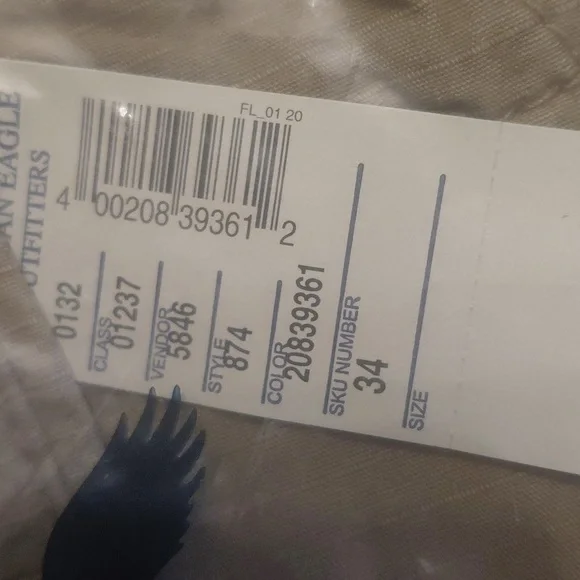 AN EAGLE
UTFITTERS
FL_01 20
4 00208 39361 2
0132
CLASS
01237
VENDOR
5846
STYLE
874
COLOR
20839361
SKU NUMBER
34
SIZE